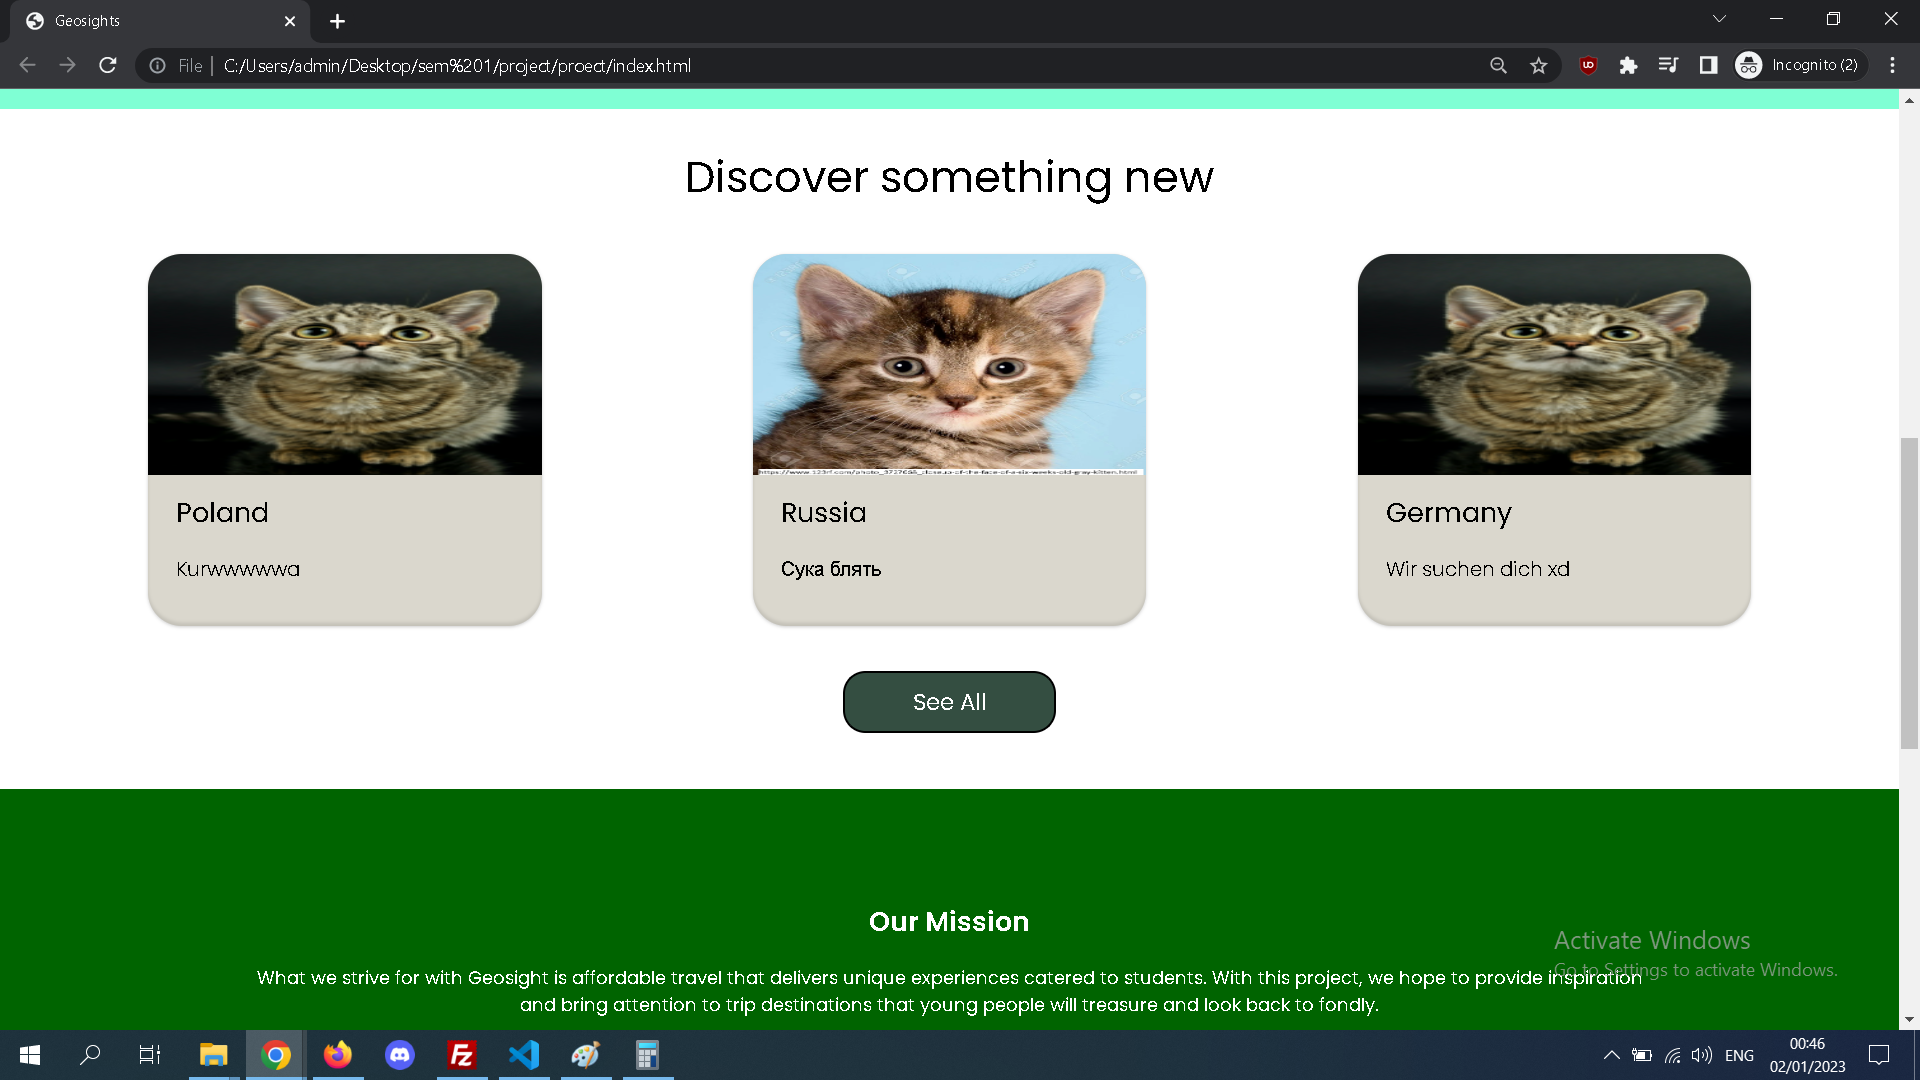 Geosights
File
C:/Users/admin/Desktop/sem%201/project/proect/index.html
Incognito (2)
Discover something new
Poland
Kurwwwwwa
Russia
Сука блять
Germany
Wir suchen dich xd
See All
Our Mission
What we strive for with Geosight is affordable travel that delivers unique experiences catered to students. With this project, we hope to provide inspiration
and bring attention to trip destinations that young people will treasure and look back to fondly.
Activate Windows
Go to Settings to activate Windows.
ENG
00:46
02/01/2023